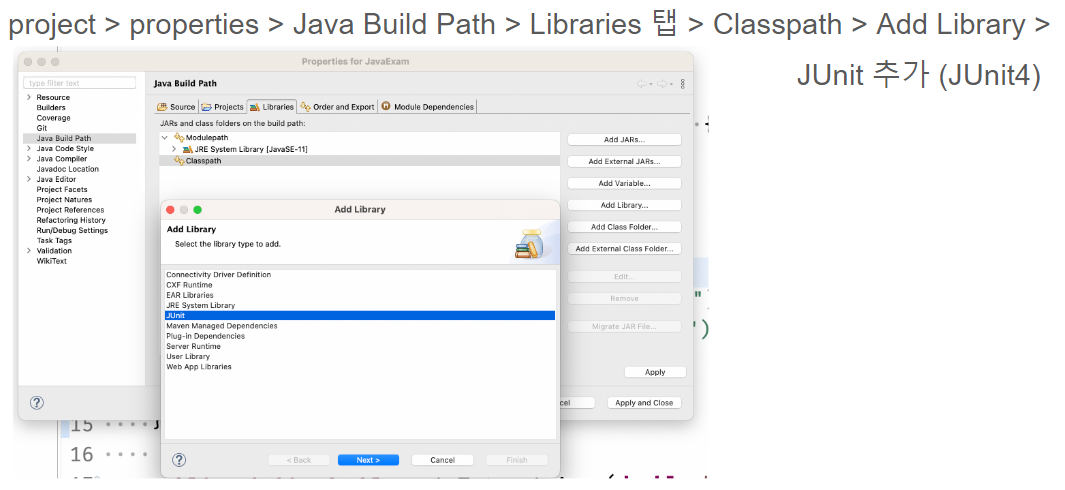 project > properties > Java Build Path > Libraries 탭 > Classpath > Add Library >
JUnit 추가 (JUnit4)
Properties for JavaExam
type filter text
Resource
Builders
Coverage
Git
Java Build Path
Java Code Style
Java Compiler
Javadoc Location
Java Editor
Project Facets
Project Natures
Project References
Refactoring History
Run/Debug Settings
Task Tags
Validation
WikiText
Java Build Path
Source Projects Libraries Order and Export Module Dependencies
JARs and class folders on the build path:
Modulepath
JRE System Library [JavaSE-11]
Classpath
Add JARs...
Add External JARs...
Add Variable...
Add Library...
Add Class Folder...
Add External Class Folder...
Edit...
Remove
Migrate JAR File...
Apply
cel Apply and Close
Add Library
Add Library
Select the library type to add.
Connectivity Driver Definition
CXF Runtime
EAR Libraries
JRE System Library
JUnit
Maven Managed Dependencies
Plug-in Dependencies
Server Runtime
User Library
Web App Libraries
< Back Next > Cancel Finish
15
16